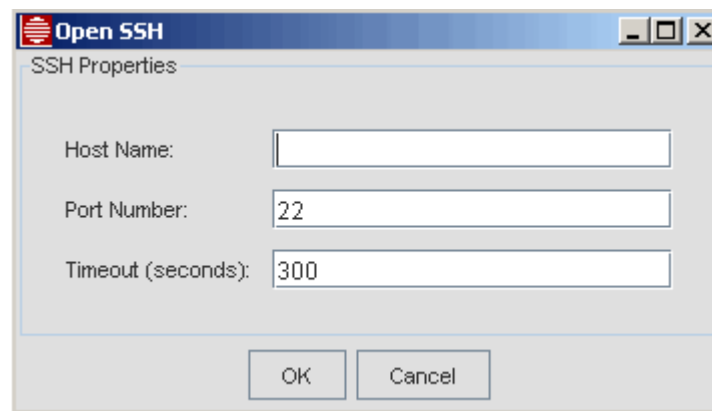 Open SSH
SSH Properties
Host Name:
Port Number: 22
Timeout (seconds): 300
OK Cancel